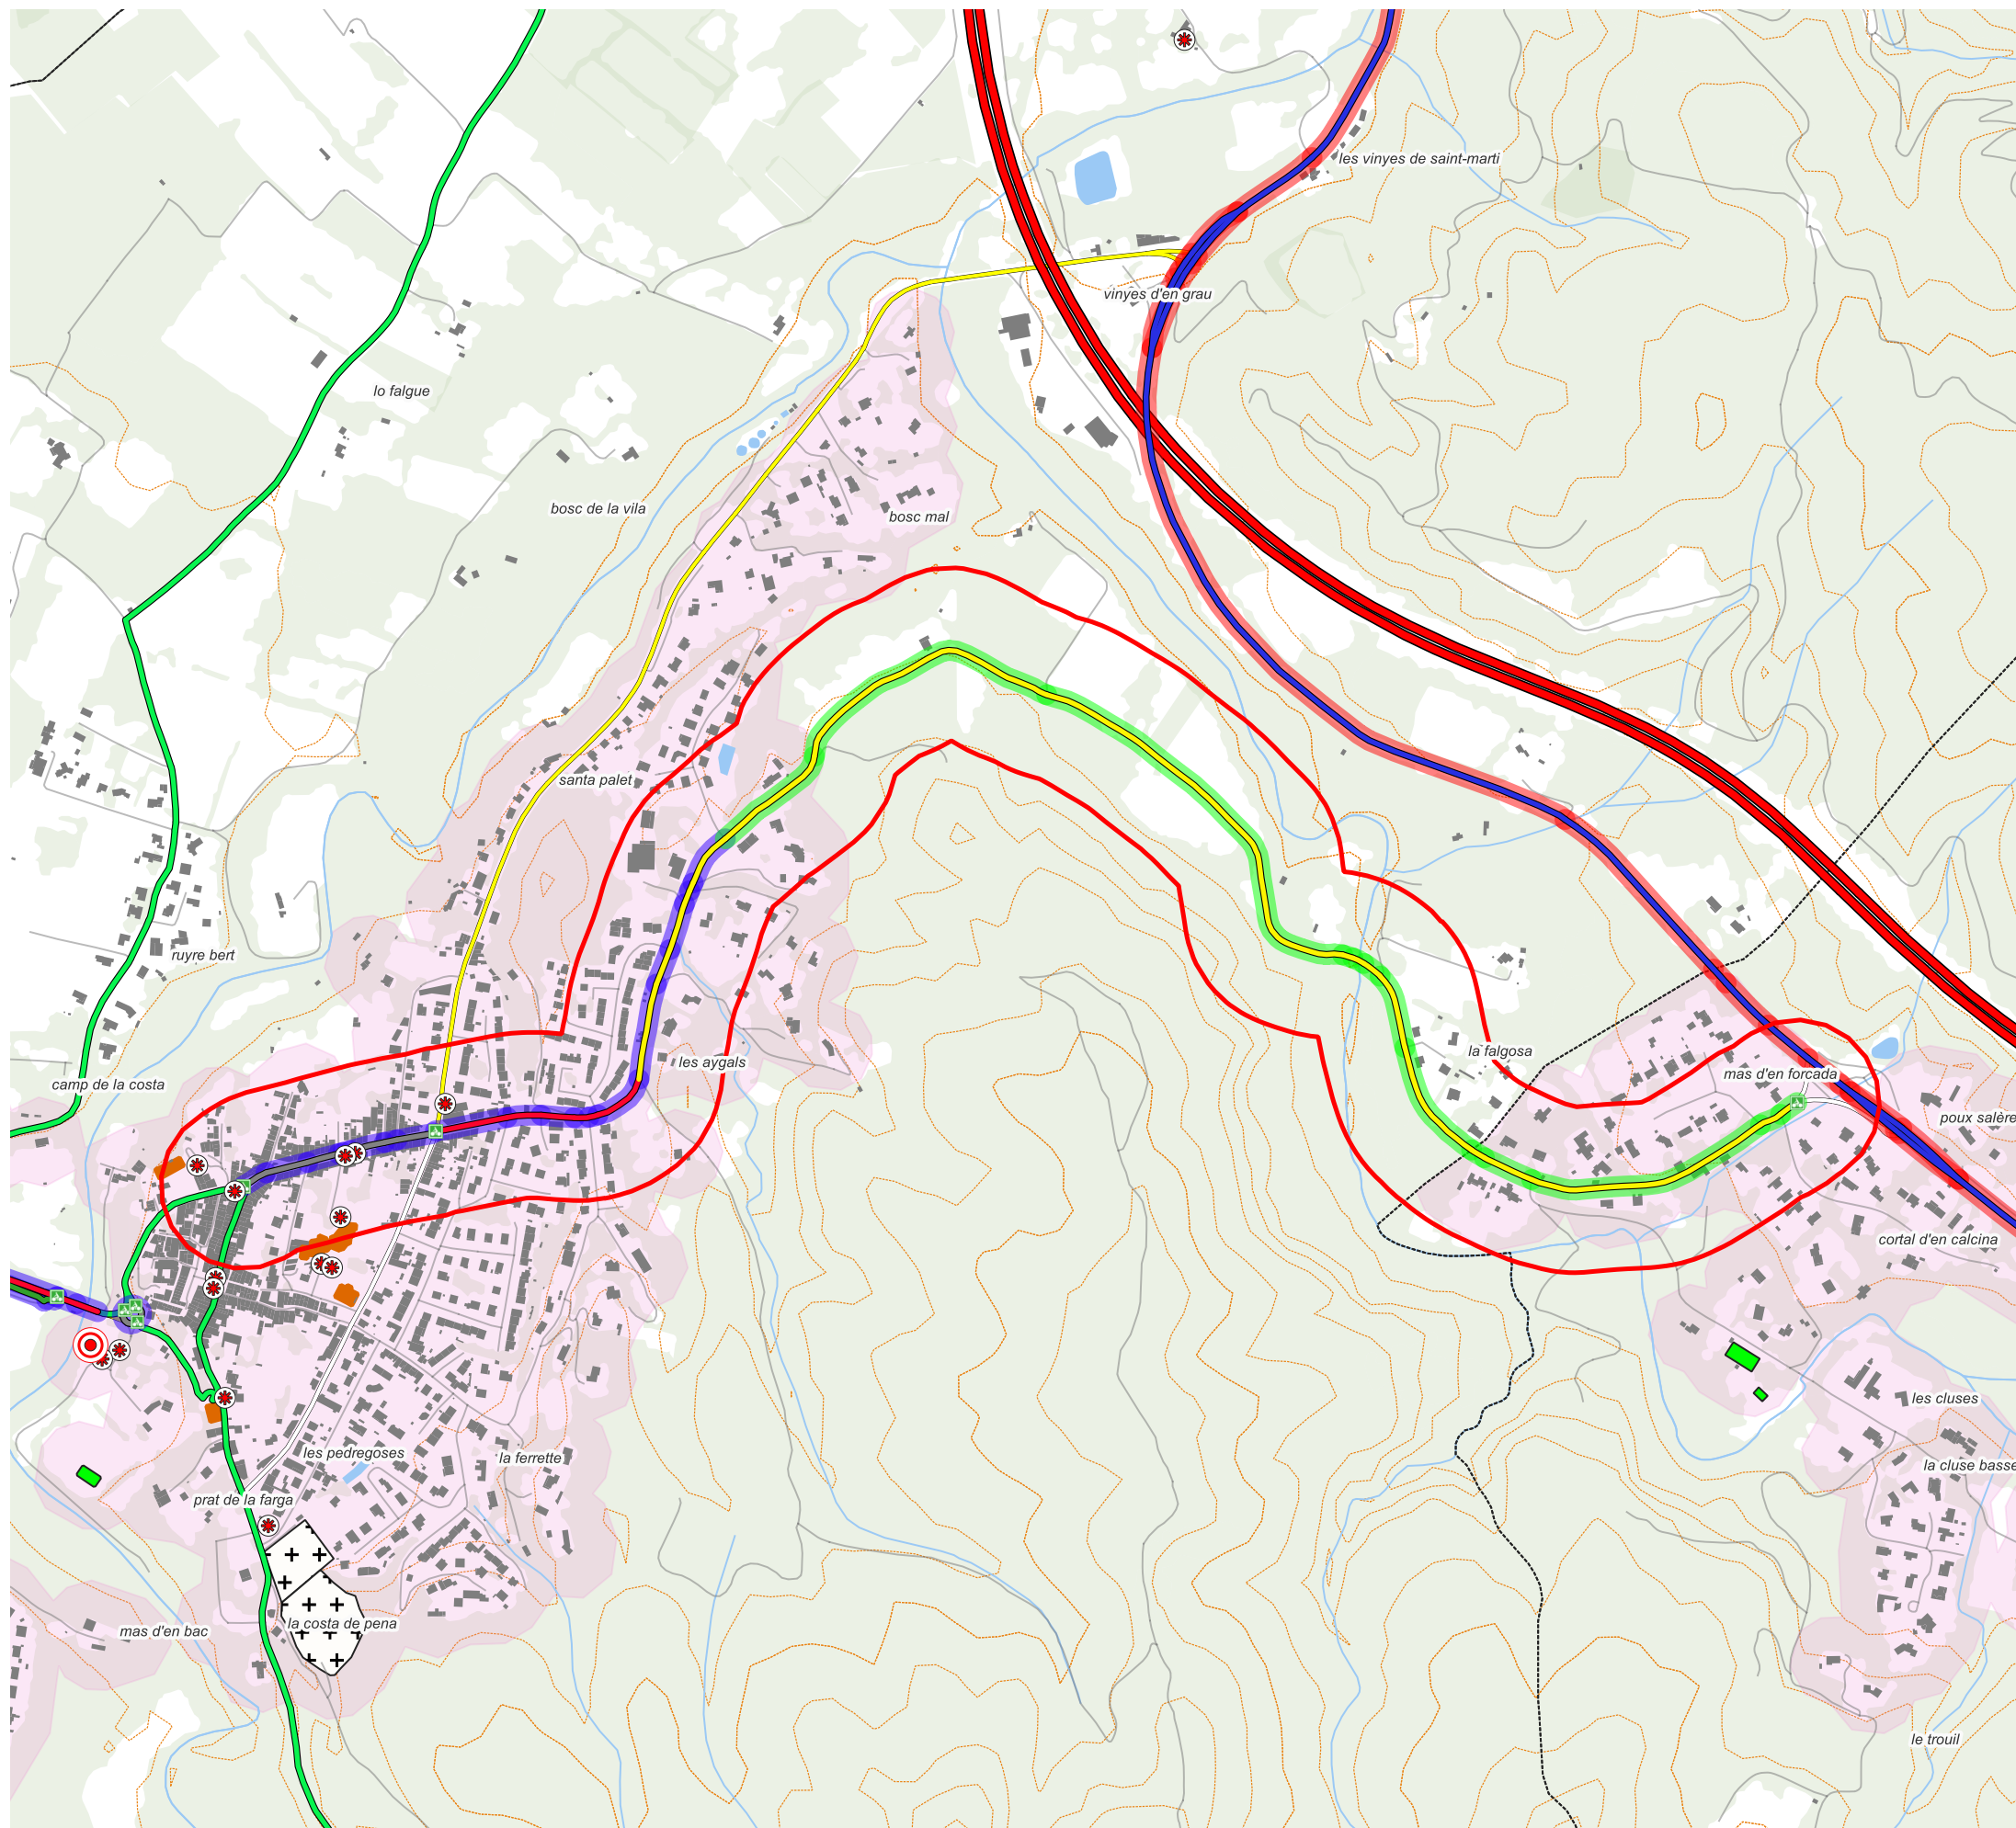 les vinyes de saint-marti
vinyes d'en grau
lo falgue
bosc de la vila
bosc mal
santa palet
ruyre bert
la falgosa
les aygals
mas d'en forcada
camp de la costa
poux salère
cortal d'en calcina
les cluses
les pedregoses
la ferrette
la cluse basse
prat de la farga
la costa de pena
mas d'en bac
le trouil